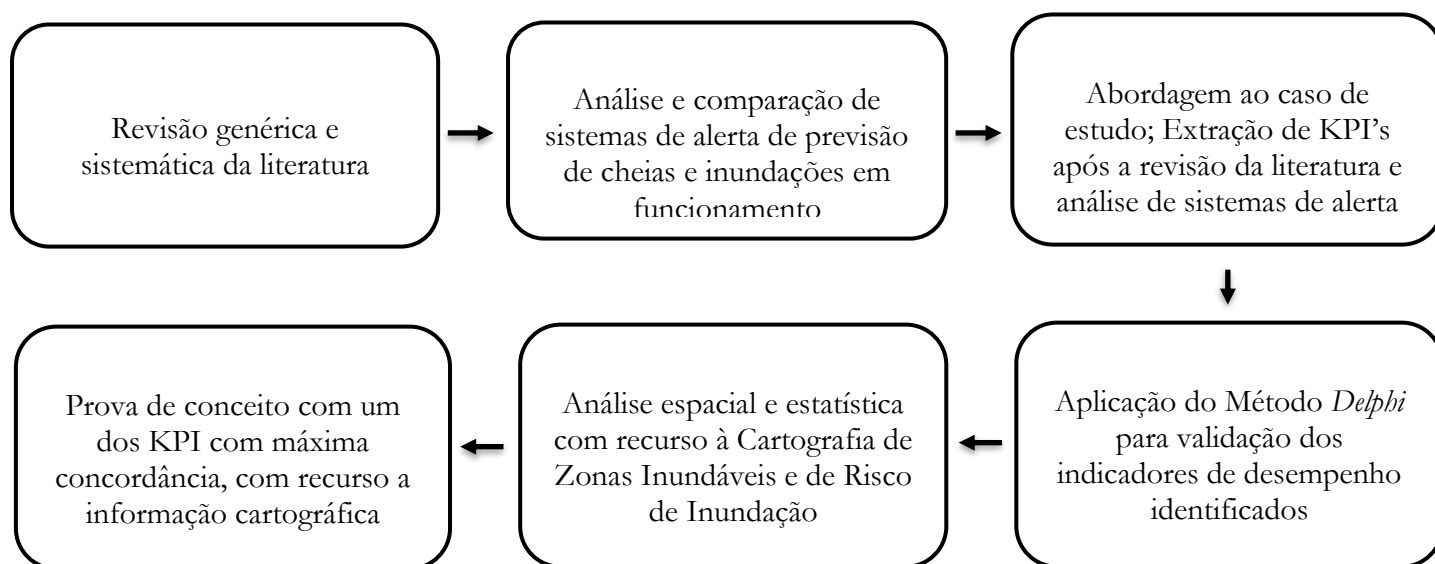 Revisão genérica e
sistemática da literatura
Análise e comparação de
sistemas de alerta de previsão
de cheias e inundações em
funcionamento
Abordagem ao caso de
estudo; Extração de KPI's
após a revisão da literatura e
análise de sistemas de alerta
Aplicação do Método Delphi
para validação dos
indicadores de desempenho
identificados
Análise espacial e estatística
com recurso à Cartografia de
Zonas Inundáveis e de Risco
de Inundação
Prova de conceito com um
dos KPI com máxima
concordância, com recurso a
informação cartográfica